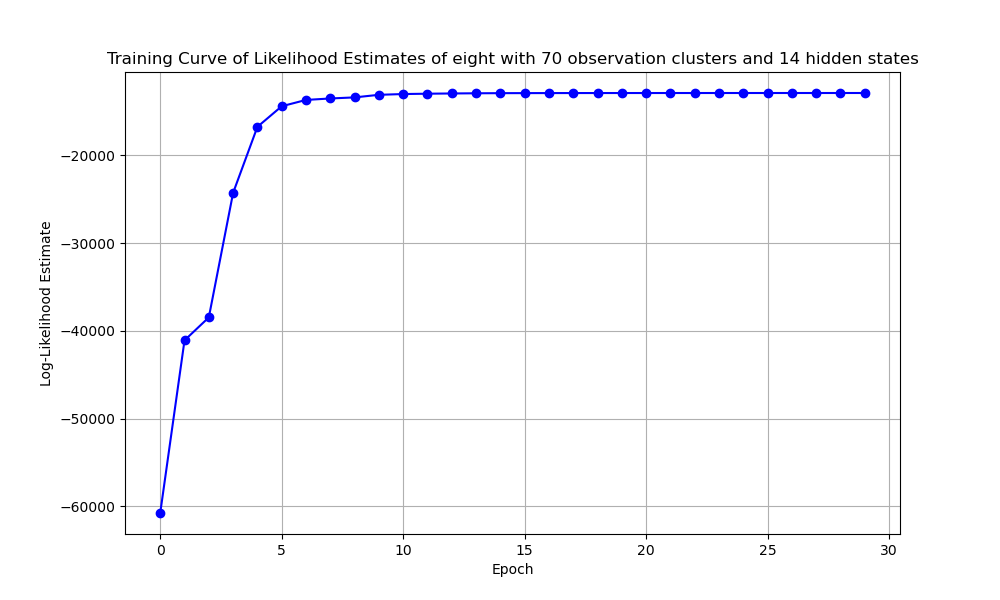 Training Curve of Likelihood Estimates of eight with 70 observation clusters and 14 hidden states
Log-Likelihood Estimate
−20000
−30000
−40000
−50000
−60000
0 5 10 15 20 25 30
Epoch